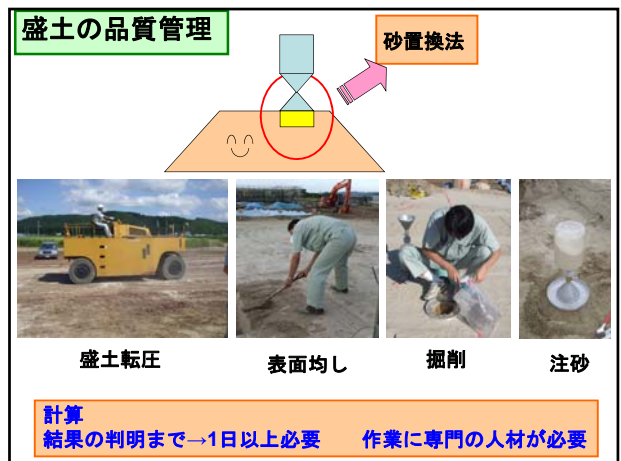 盛土の品質管理
砂置換法
盛土転圧
表面均し
掘削
注砂
計算
結果の判明まで→1日以上必要　　作業に専門の人材が必要